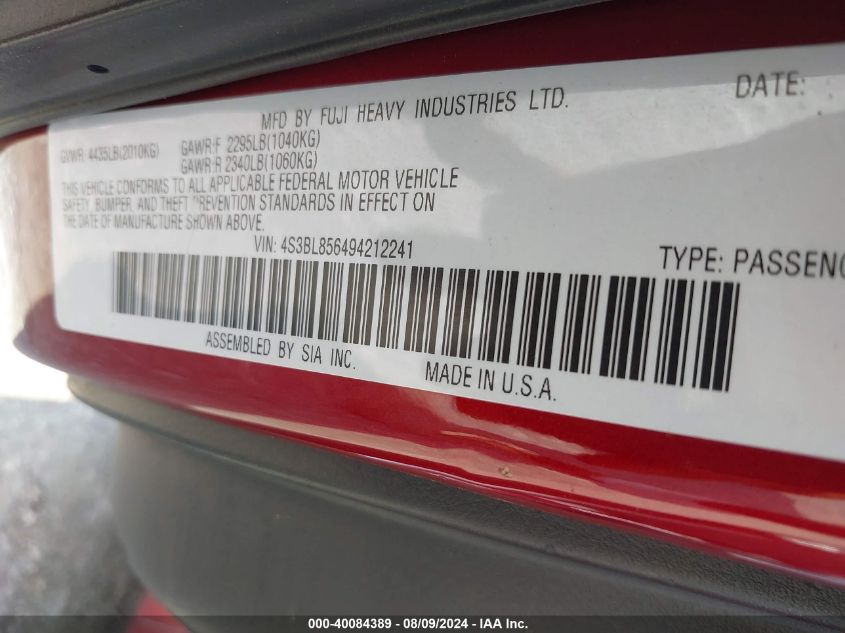 MFD BY FUJI HEAVY INDUSTRIES LTD. DATE:
GVWR: 4435LB(2010KG) GAWR:F 2295LB(1040KG)
GAWR:R 2340LB(1060KG)
THIS VEHICLE CONFORMS TO ALL APPLICABLE FEDERAL MOTOR VEHICLE
SAFETY, BUMPER, AND THEFT PREVENTION STANDARDS IN EFFECT ON
THE DATE OF MANUFACTURE SHOWN ABOVE.
VIN: 4S3BL856494212241 TYPE: PASSENG
ASSEMBLED BY SIA INC. MADE IN U.S.A.
000-40084389 - 08/09/2024 - IAA Inc.